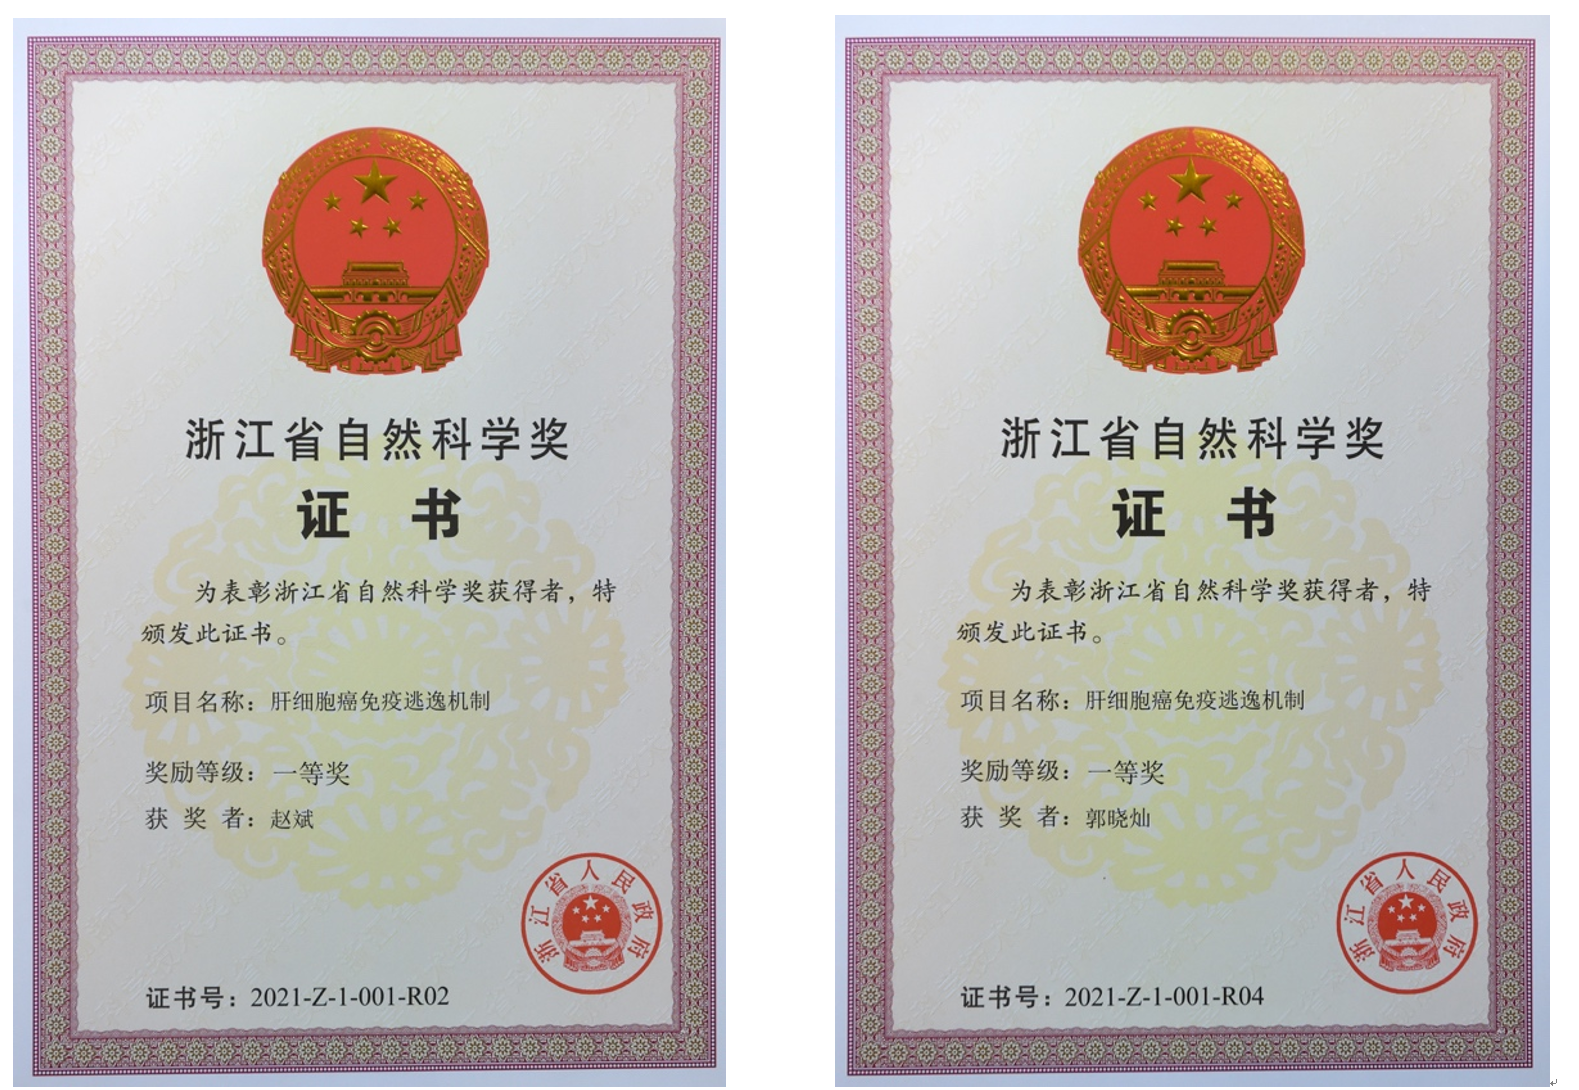 浙江省自然科学奖
证 书
为表彰浙江省自然科学奖获得者，特
颁发此证书。
项目名称：肝细胞癌免疫逃逸机制
奖励等级：一等奖
获 奖 者：赵斌
浙江省人民政府
证书号：2021-Z-1-001-R02
浙江省自然科学奖
证 书
为表彰浙江省自然科学奖获得者，特
颁发此证书。
项目名称：肝细胞癌免疫逃逸机制
奖励等级：一等奖
获 奖 者：郭晓灿
浙江省人民政府
证书号：2021-Z-1-001-R04